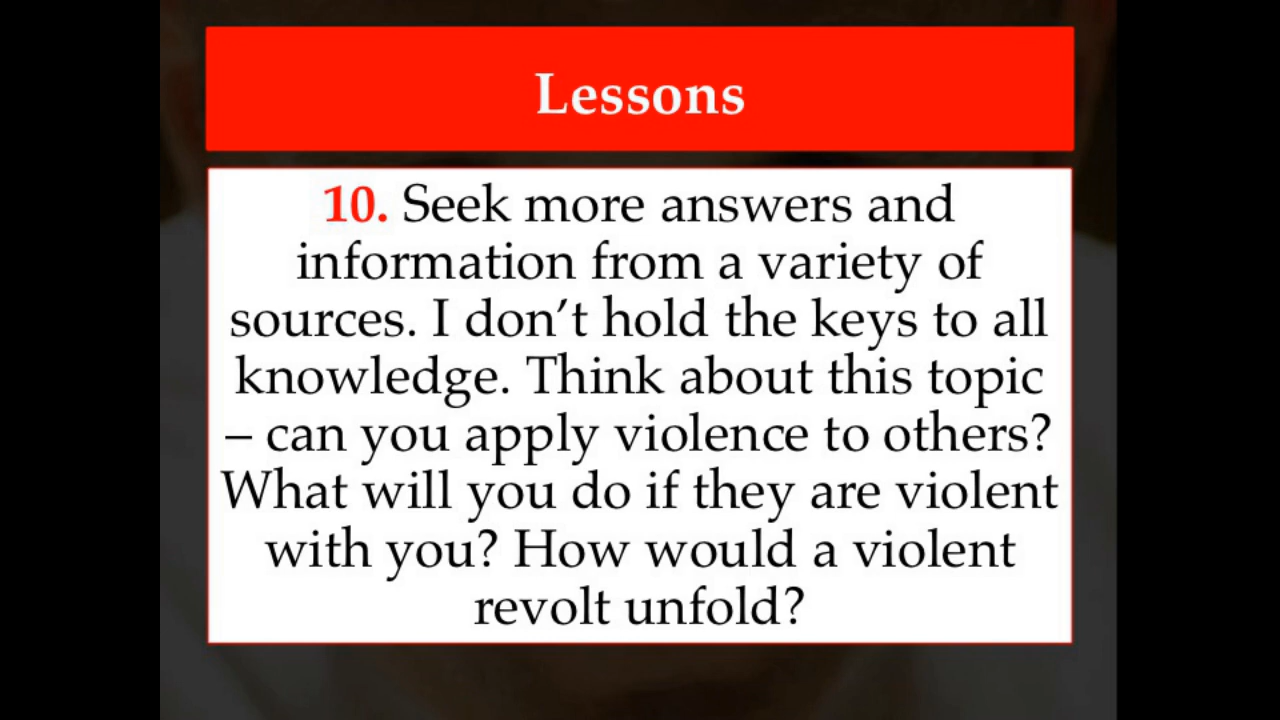 Lessons
10. Seek more answers and
information from a variety of
sources. I don’t hold the keys to all
knowledge. Think about this topic
– can you apply violence to others?
What will you do if they are violent
with you? How would a violent
revolt unfold?